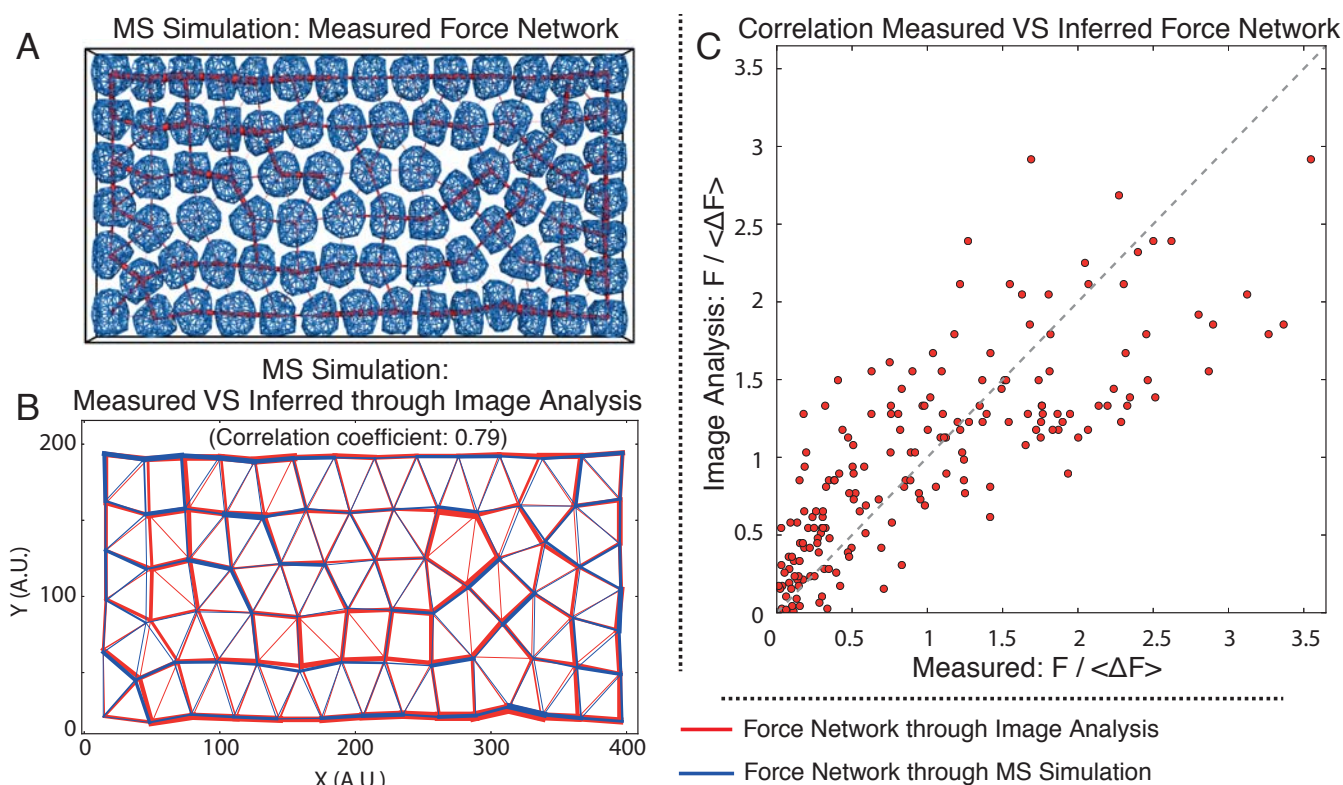 A
MS Simulation: Measured Force Network
MS Simulation:
B
Measured VS Inferred through Image Analysis
(Correlation coefficient: 0.79)
200
100
0
Y (A.U.)
0
100
200
300
400
X (A.U.)
C
Correlation Measured VS Inferred Force Network
3.5
3
2.5
2
1.5
1
0.5
0
Image Analysis: F / <ΔF>
0
0.5
1
1.5
2
2.5
3
3.5
Measured: F / <ΔF>
Force Network through Image Analysis
Force Network through MS Simulation